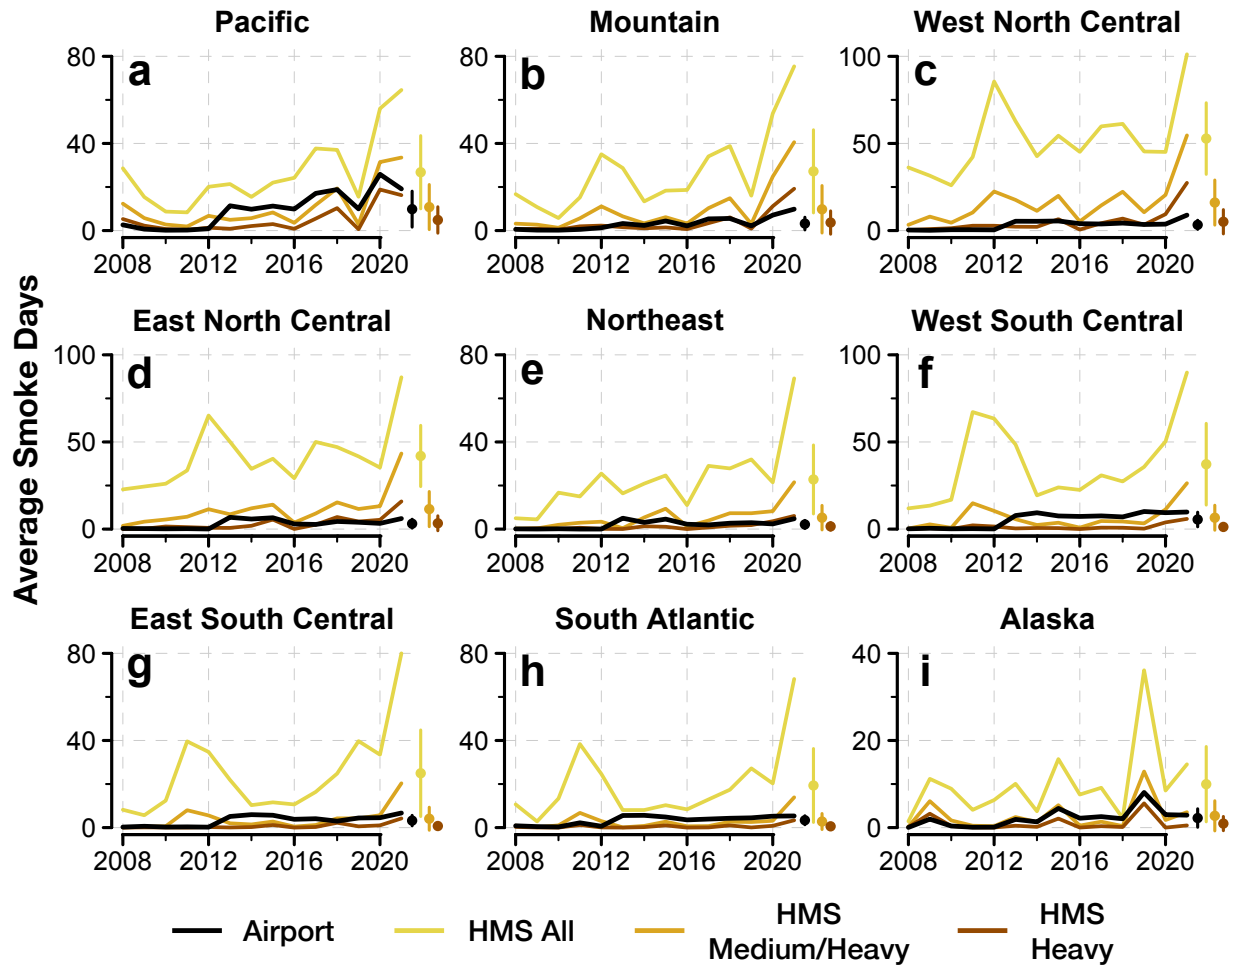 Pacific
Mountain
West North Central
80
40
0
a
2008 2012 2016 2020
80
40
0
b
2008 2012 2016 2020
100
50
0
c
2008 2012 2016 2020
Average Smoke Days
East North Central
Northeast
West South Central
100
50
0
d
2008 2012 2016 2020
80
40
0
e
2008 2012 2016 2020
100
50
0
f
2008 2012 2016 2020
East South Central
South Atlantic
Alaska
80
40
0
g
2008 2012 2016 2020
80
40
0
h
2008 2012 2016 2020
40
20
0
i
2008 2012 2016 2020
Airport
HMS All
HMS
Medium/Heavy
HMS
Heavy